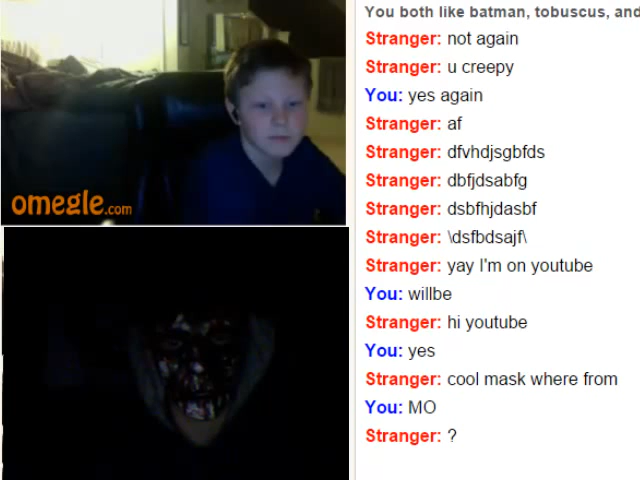 You both like batman, tobuscus, and
Stranger: not again
Stranger: u creepy
You: yes again
Stranger: af
Stranger: dfvhdjsgbfds
Stranger: dbfjdsabfg
Stranger: dsbfhjdasbf
Stranger: \dsfbdsajf\
Stranger: yay I'm on youtube
You: willbe
Stranger: hi youtube
You: yes
Stranger: cool mask where from
You: MO
Stranger: ?
omegle.com